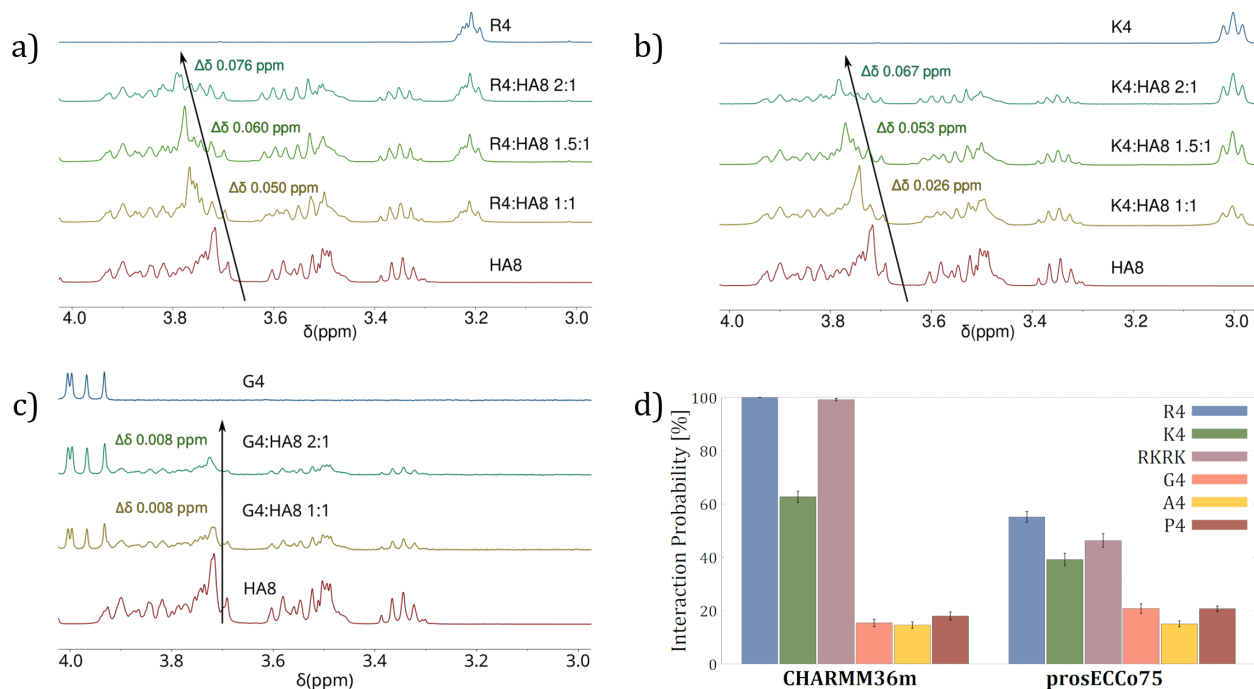 a)
R4
Δδ 0.076 ppm
R4:HA8 2:1
Δδ 0.060 ppm
R4:HA8 1.5:1
Δδ 0.050 ppm
R4:HA8 1:1
HA8
4.0 3.8 3.6 3.4 3.2 3.0
δ(ppm)
b)
K4
Δδ 0.067 ppm
K4:HA8 2:1
Δδ 0.053 ppm
K4:HA8 1.5:1
Δδ 0.026 ppm
K4:HA8 1:1
HA8
4.0 3.8 3.6 3.4 3.2 3.0
δ(ppm)
c)
G4
Δδ 0.008 ppm
G4:HA8 2:1
Δδ 0.008 ppm
G4:HA8 1:1
HA8
4.0 3.8 3.6 3.4 3.2 3.0
δ(ppm)
d)
Interaction Probability [%]
100
80
60
40
20
0
R4
K4
RKRK
G4
A4
P4
CHARMM36m prosECCo75